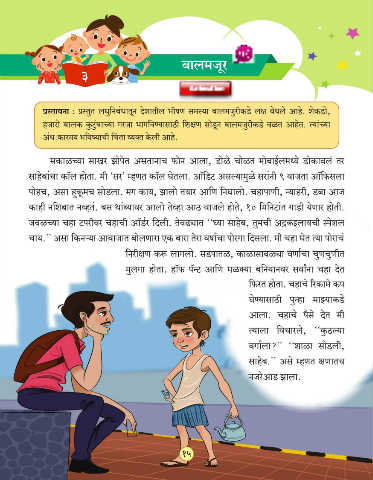 ३
बालमजूर
प्रस्तावना : प्रस्तुत लघुनिबंधातून देशातील भीषण समस्या बालमजुरीकडे लक्ष वेधले आहे. शेकडो,
हजारो बालक कुटुंबाच्या गरजा भागविण्यासाठी शिक्षण सोडून बालमजुरीकडे वळत आहेत. त्यांच्या
अंधःकारमय भविष्याची चिंता व्यक्त केली आहे.
सकाळच्या साखर झोपेत असतानाच फोन आला, डोळे चोळत मोबाईलमध्ये डोकावलं तर
साहेबांचा कॉल होता. मी ‘सर’ म्हणत कॉल घेतला. ऑडिट असल्यामुळे सरांनी ९ वाजता ऑफिसला
पोहच, असा हुकूमच सोडला. मग काय, झालो तयार आणि निघालो. चहापाणी, न्याहरी, डबा आज
काही नशिबात नव्हतं. बस थांब्यावर आलो तेव्हा आठ वाजले होते, १० मिनिटांत गाडी येणार होती.
जवळच्या चहा टपरीवर चहाची ऑर्डर दिली. तेवढ्यात ‘‘घ्या साहेब, तुमची अद्रकइलायची स्पेशल
चाय.’’ असा किनऱ्या आवाजात बोलणारा एक बारा तेरा वर्षाचा पोरगा दिसला. मी चहा घेत त्या पोराचं
निरीक्षण करू लागलो. सडपातळ, काळासावळ्या वर्णाचा चुणचुणीत
मुलगा होता. हॉफ पॅन्ट आणि मळक्या बनियानवर सर्वांना चहा देत
फिरत होता. चहाचे रिकामे कप
घेण्यासाठी पुन्हा माझ्याकडे
आला. चहाचे पैसे देत मी
त्याला विचारले, ‘‘कुठल्या
वर्गाला?’’ ‘‘शाळा सोडली,
साहेब.’’ असे म्हणत क्षणातच
नजरेआड झाला.
१५